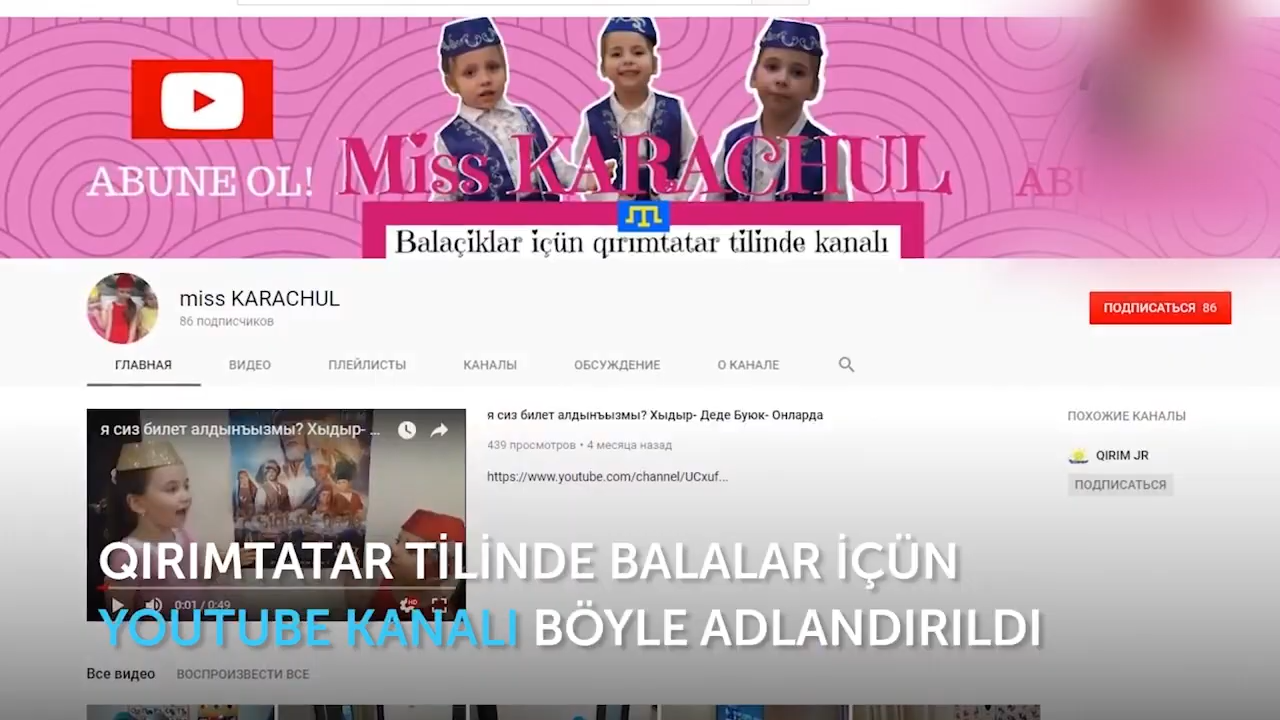 ABUNE OL!
Miss KARACHUL
Balaçiklar içün qırımtatar tilinde kanalı
miss KARACHUL
86 подписчиков
ПОДПИСАТЬСЯ 86
ГЛАВНАЯ ВИДЕО ПЛЕЙЛИСТЫ КАНАЛЫ ОБСУЖДЕНИЕ О КАНАЛЕ
я сиз билет алдынъызмы? Хыдыр- ...
я сиз билет алдынъызмы? Хыдыр- Деде Буюк- Онларда
439 просмотров • 4 месяца назад
https://www.youtube.com/channel/UCxuf...
ПОХОЖИЕ КАНАЛЫ
QIRIM JR
ПОДПИСАТЬСЯ
QIRIMTATAR TİLİNDE BALALAR İÇÜN
0:01 / 0:49
HD
YOUTUBE KANALI BÖYLE ADLANDIRILDI
Все видео ВОСПРОИЗВЕСТИ ВСЕ